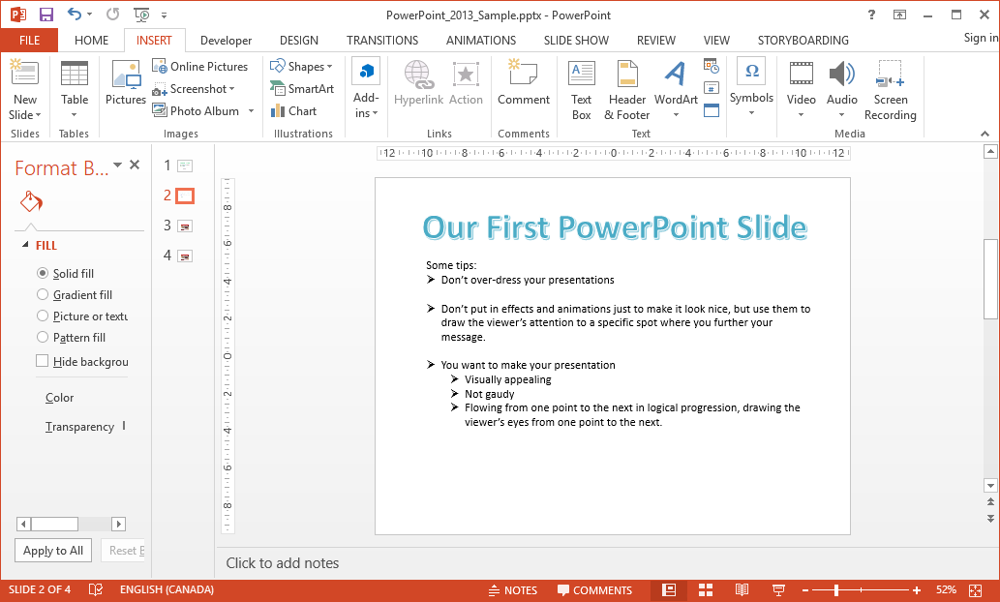 PowerPoint_2013_Sample.pptx - PowerPoint
?
Sign in
FILE HOME INSERT Developer DESIGN TRANSITIONS ANIMATIONS SLIDE SHOW REVIEW VIEW STORYBOARDING
New Slide
Table
Pictures
Online Pictures
Screenshot
Photo Album
Shapes
SmartArt
Chart
Add-ins
Hyperlink
Action
Comment
Text Box
Header & Footer
WordArt
Symbols
Video
Audio
Screen Recording
Slides Tables Images Illustrations Links Comments Text Media
Format B...
FILL
Solid fill
Gradient fill
Picture or textu
Pattern fill
Hide backgrou
Color
Transparency
Apply to All
Reset B
1
2
3
4
12 10 8 6 4 2 0 2 4 6 8 10 12
8
6
4
2
0
2
4
6
8
Our First PowerPoint Slide
Some tips:
Don't over-dress your presentations
Don't put in effects and animations just to make it look nice, but use them to
draw the viewer's attention to a specific spot where you further your
message.
You want to make your presentation
Visually appealing
Not gaudy
Flowing from one point to the next in logical progression, drawing the
viewer's eyes from one point to the next.
Click to add notes
SLIDE 2 OF 4 ENGLISH (CANADA) NOTES COMMENTS 52%